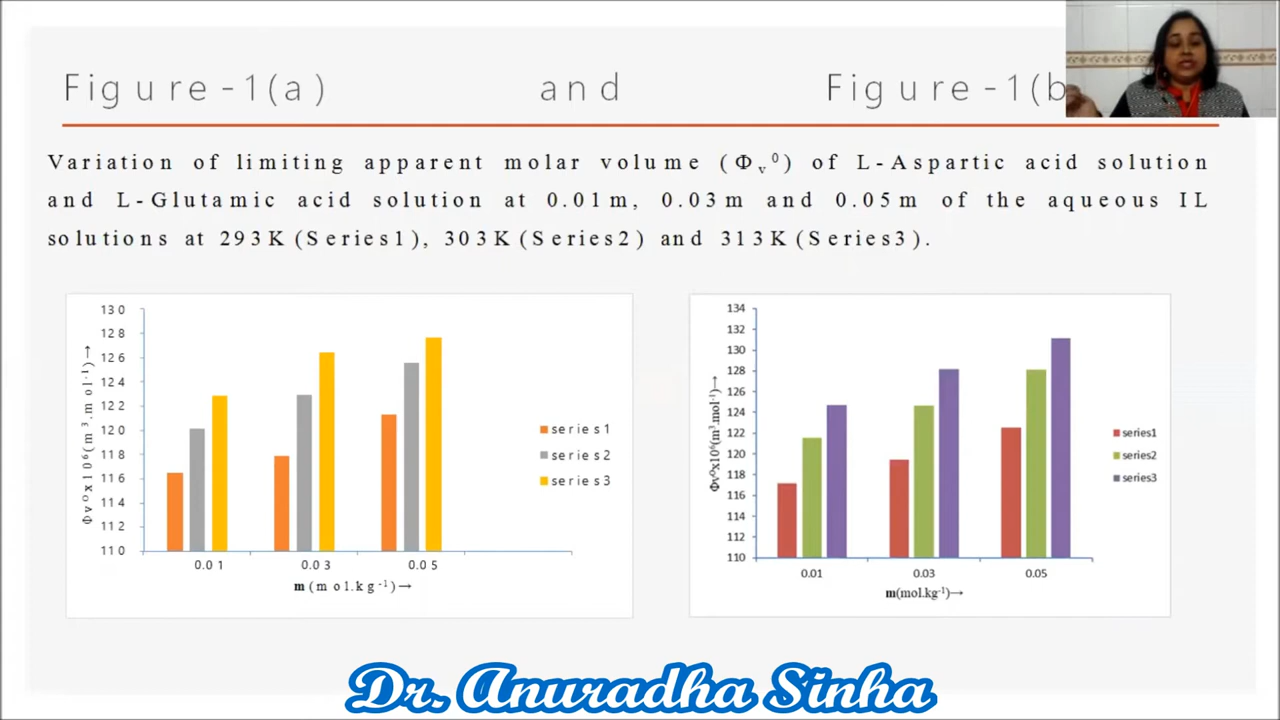 Figure-1(a) and Figure-1(b
Variation of limiting apparent molar volume (Φᵥ⁰) of L-Aspartic acid solution
and L-Glutamic acid solution at 0.01m, 0.03m and 0.05m of the aqueous IL
solutions at 293K(Series1), 303K(Series2) and 313K(Series3).
130
128
126
124
122
120
118
116
114
112
110
Φv⁰x10⁶(m³.mol⁻¹)→
0.01 0.03 0.05
m(mol.kg⁻¹)→
series1
series2
series3
134
132
130
128
126
124
122
120
118
116
114
112
110
Φv⁰x10⁶(m³.mol⁻¹)→
0.01 0.03 0.05
m(mol.kg⁻¹)→
series1
series2
series3
Dr. Anuradha Sinha